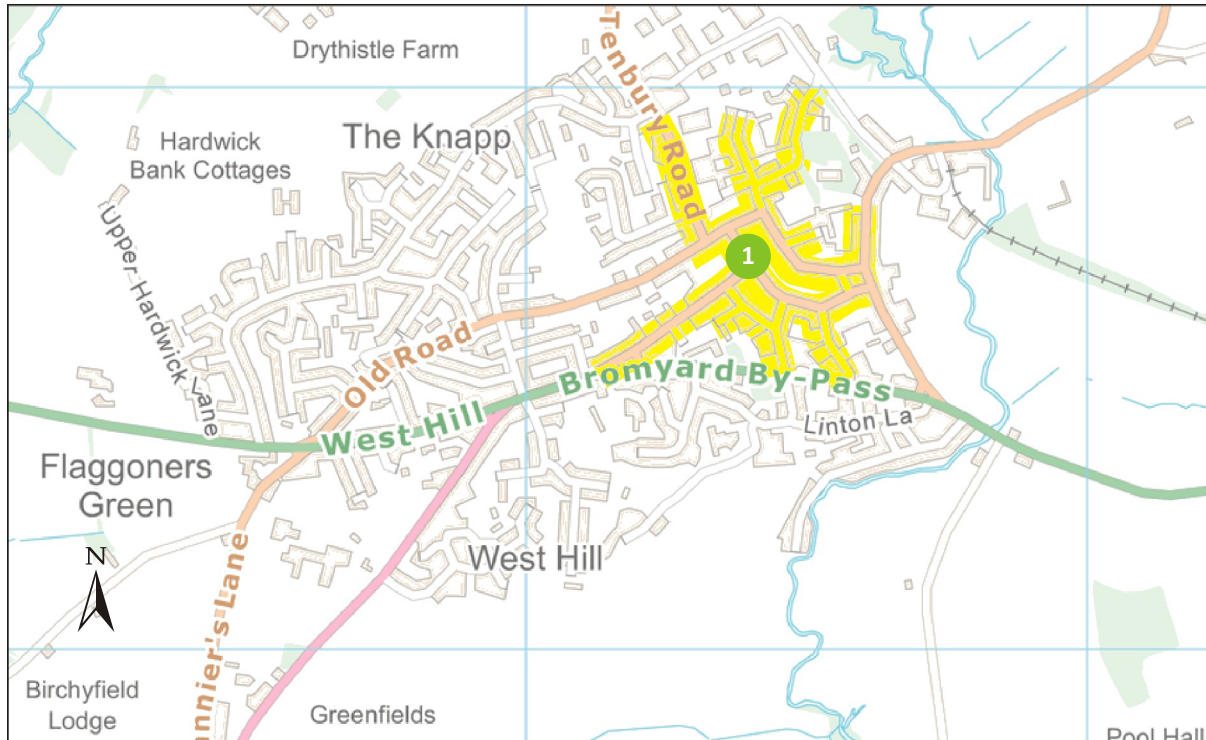 Drythistle Farm
Tenbury Road
Hardwick
Bank Cottages
The Knapp
Upper Hardwick Lane
1
Old Road
Bromyard By-Pass
West Hill
Linton La
Flaggoners
Green
N
West Hill
nnier's Lane
Birchyfield
Lodge
Greenfields
Pool Hall